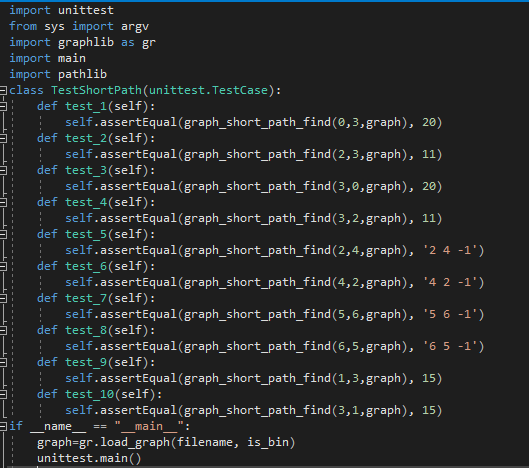 import unittest
from sys import argv
import graphlib as gr
import main
import pathlib
class TestShortPath(unittest.TestCase):
    def test_1(self):
        self.assertEqual(graph_short_path_find(0,3,graph), 20)
    def test_2(self):
        self.assertEqual(graph_short_path_find(2,3,graph), 11)
    def test_3(self):
        self.assertEqual(graph_short_path_find(3,0,graph), 20)
    def test_4(self):
        self.assertEqual(graph_short_path_find(3,2,graph), 11)
    def test_5(self):
        self.assertEqual(graph_short_path_find(2,4,graph), '2 4 -1')
    def test_6(self):
        self.assertEqual(graph_short_path_find(4,2,graph), '4 2 -1')
    def test_7(self):
        self.assertEqual(graph_short_path_find(5,6,graph), '5 6 -1')
    def test_8(self):
        self.assertEqual(graph_short_path_find(6,5,graph), '6 5 -1')
    def test_9(self):
        self.assertEqual(graph_short_path_find(1,3,graph), 15)
    def test_10(self):
        self.assertEqual(graph_short_path_find(3,1,graph), 15)
if __name__ == "__main__":
    graph=gr.load_graph(filename, is_bin)
    unittest.main()